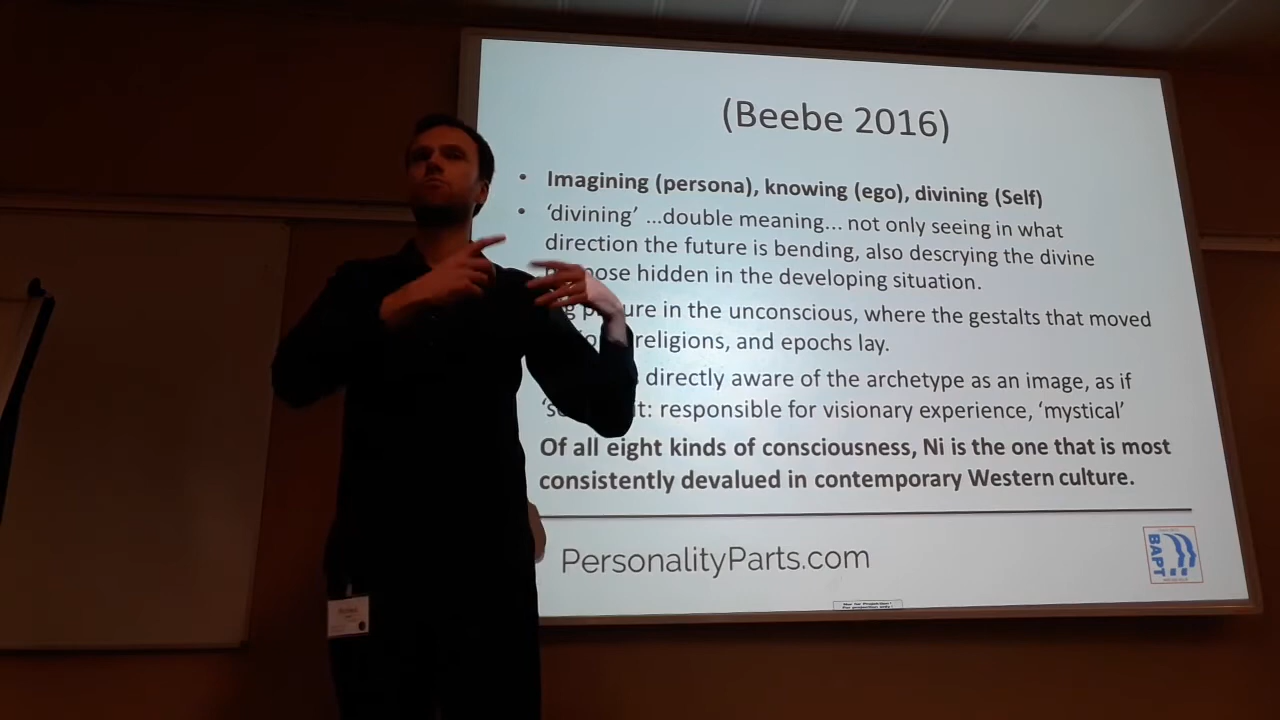 (Beebe 2016)
• Imagining (persona), knowing (ego), divining (Self)
• ‘divining’ …double meaning… not only seeing in what
direction the future is bending, also descrying the divine
hidden in the developing situation.
in the unconscious, where the gestalts that moved
religions, and epochs lay.
directly aware of the archetype as an image, as if
it: responsible for visionary experience, ‘mystical’
Of all eight kinds of consciousness, Ni is the one that is most
consistently devalued in contemporary Western culture.
PersonalityParts.com
BAPT